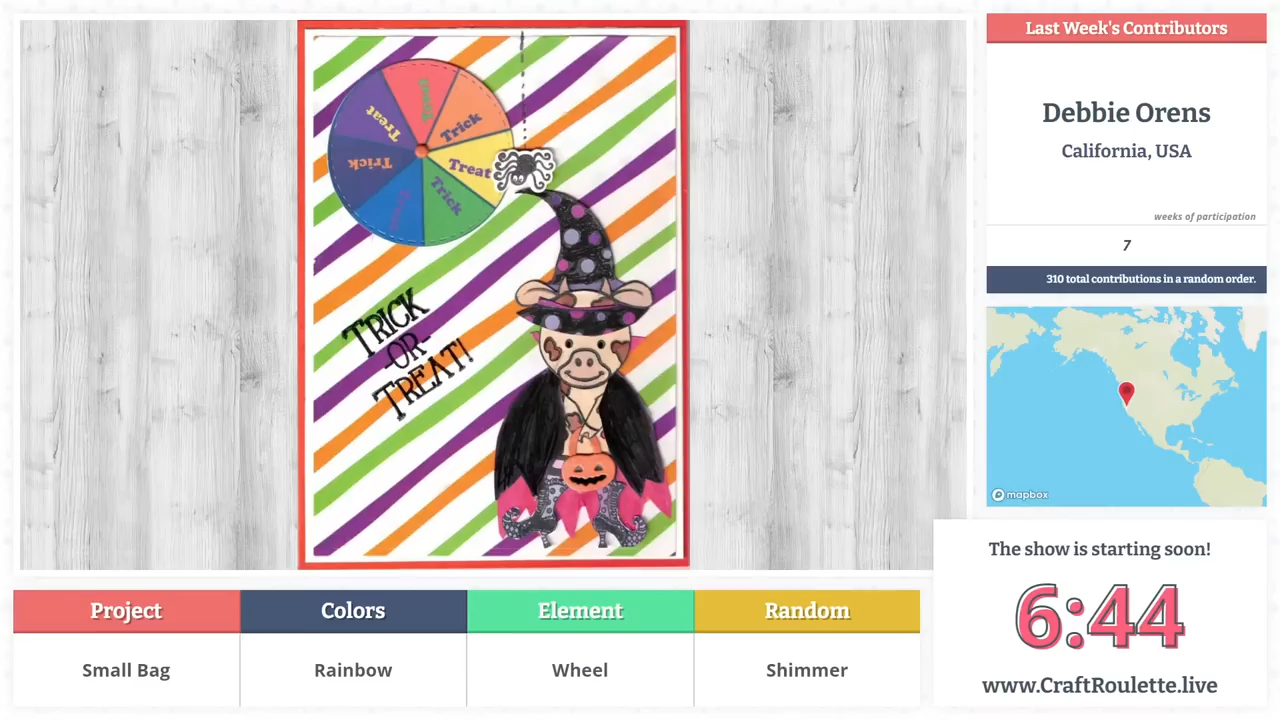 Last Week's Contributors
Debbie Orens
California, USA
weeks of participation
7
310 total contributions in a random order.
Treat
Trick
Treat
Trick
Trick
Treat
TRICK
-OR-
TREAT!
mapbox
The show is starting soon!
6:44
www.CraftRoulette.live
Project
Colors
Element
Random
Small Bag
Rainbow
Wheel
Shimmer